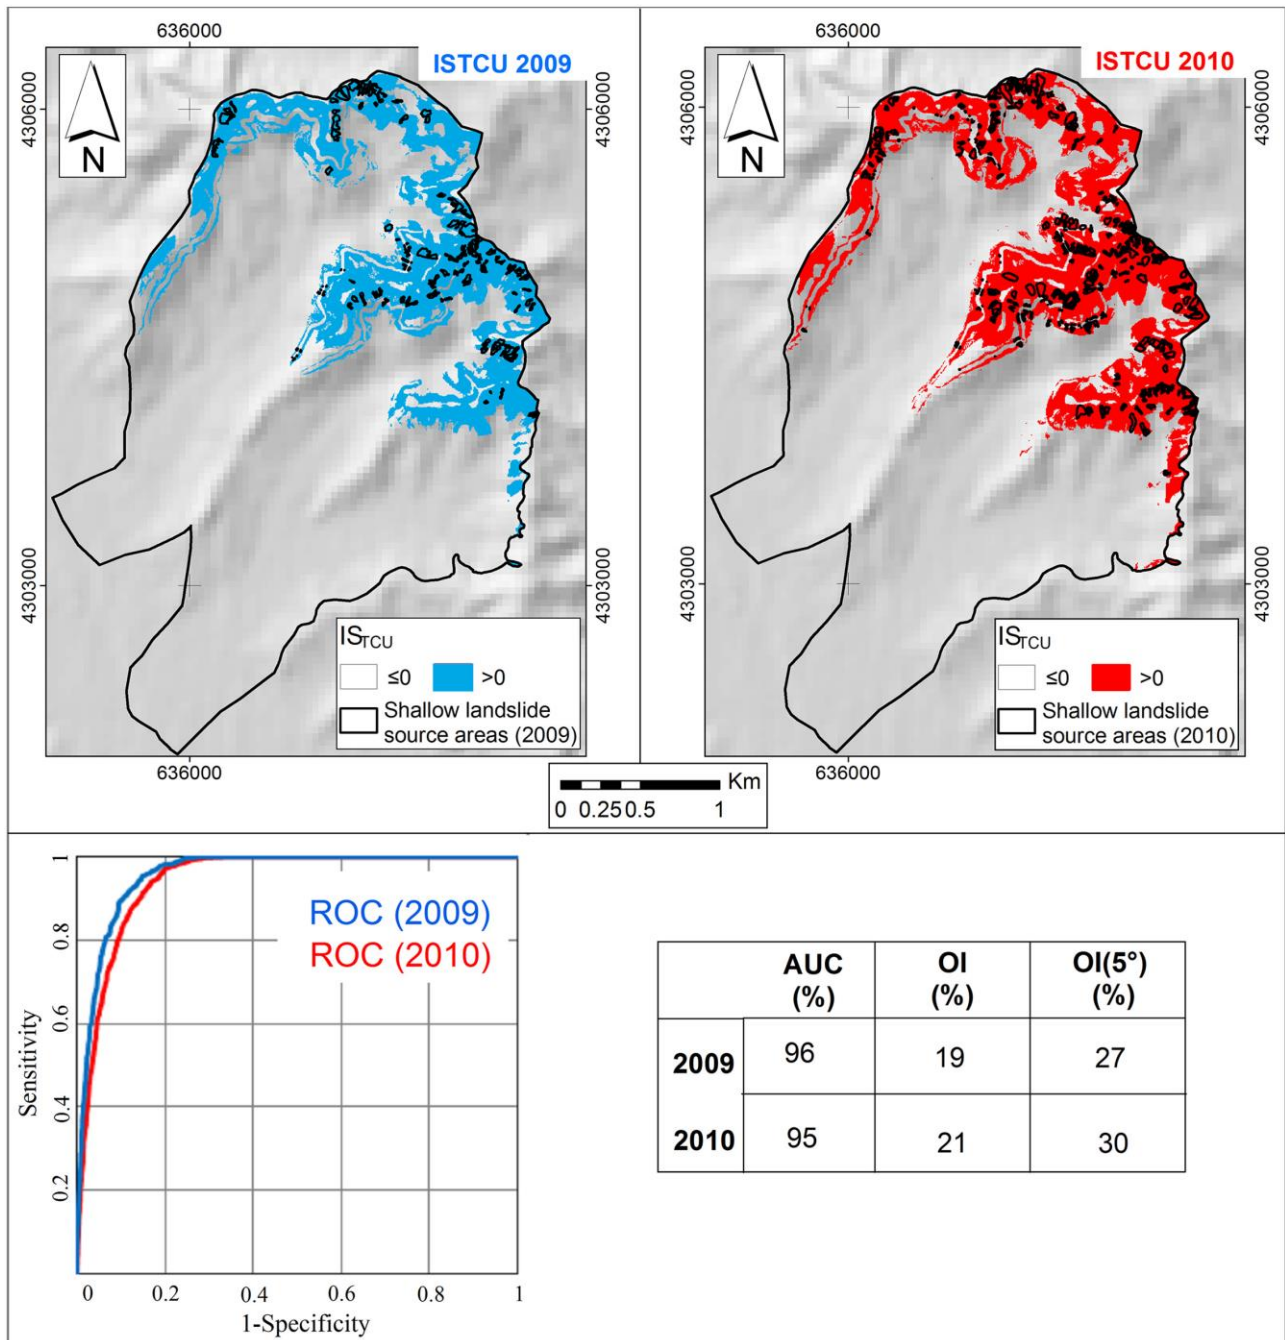 636000
ISTCU 2009
4306000
N
4303000
ISTCU
≤0 >0
Shallow landslide
source areas (2009)
636000
636000
ISTCU 2010
4306000
4306000
N
4303000
4303000
ISTCU
≤0 >0
Shallow landslide
source areas (2010)
636000
Km
0 0.25 0.5 1
ROC (2009)
ROC (2010)
Sensitivity
1
0.8
0.6
0.4
0.2
0 0.2 0.4 0.6 0.8 1
1-Specificity
AUC (%) OI (%) OI(5°) (%)
2009 96 19 27
2010 95 21 30